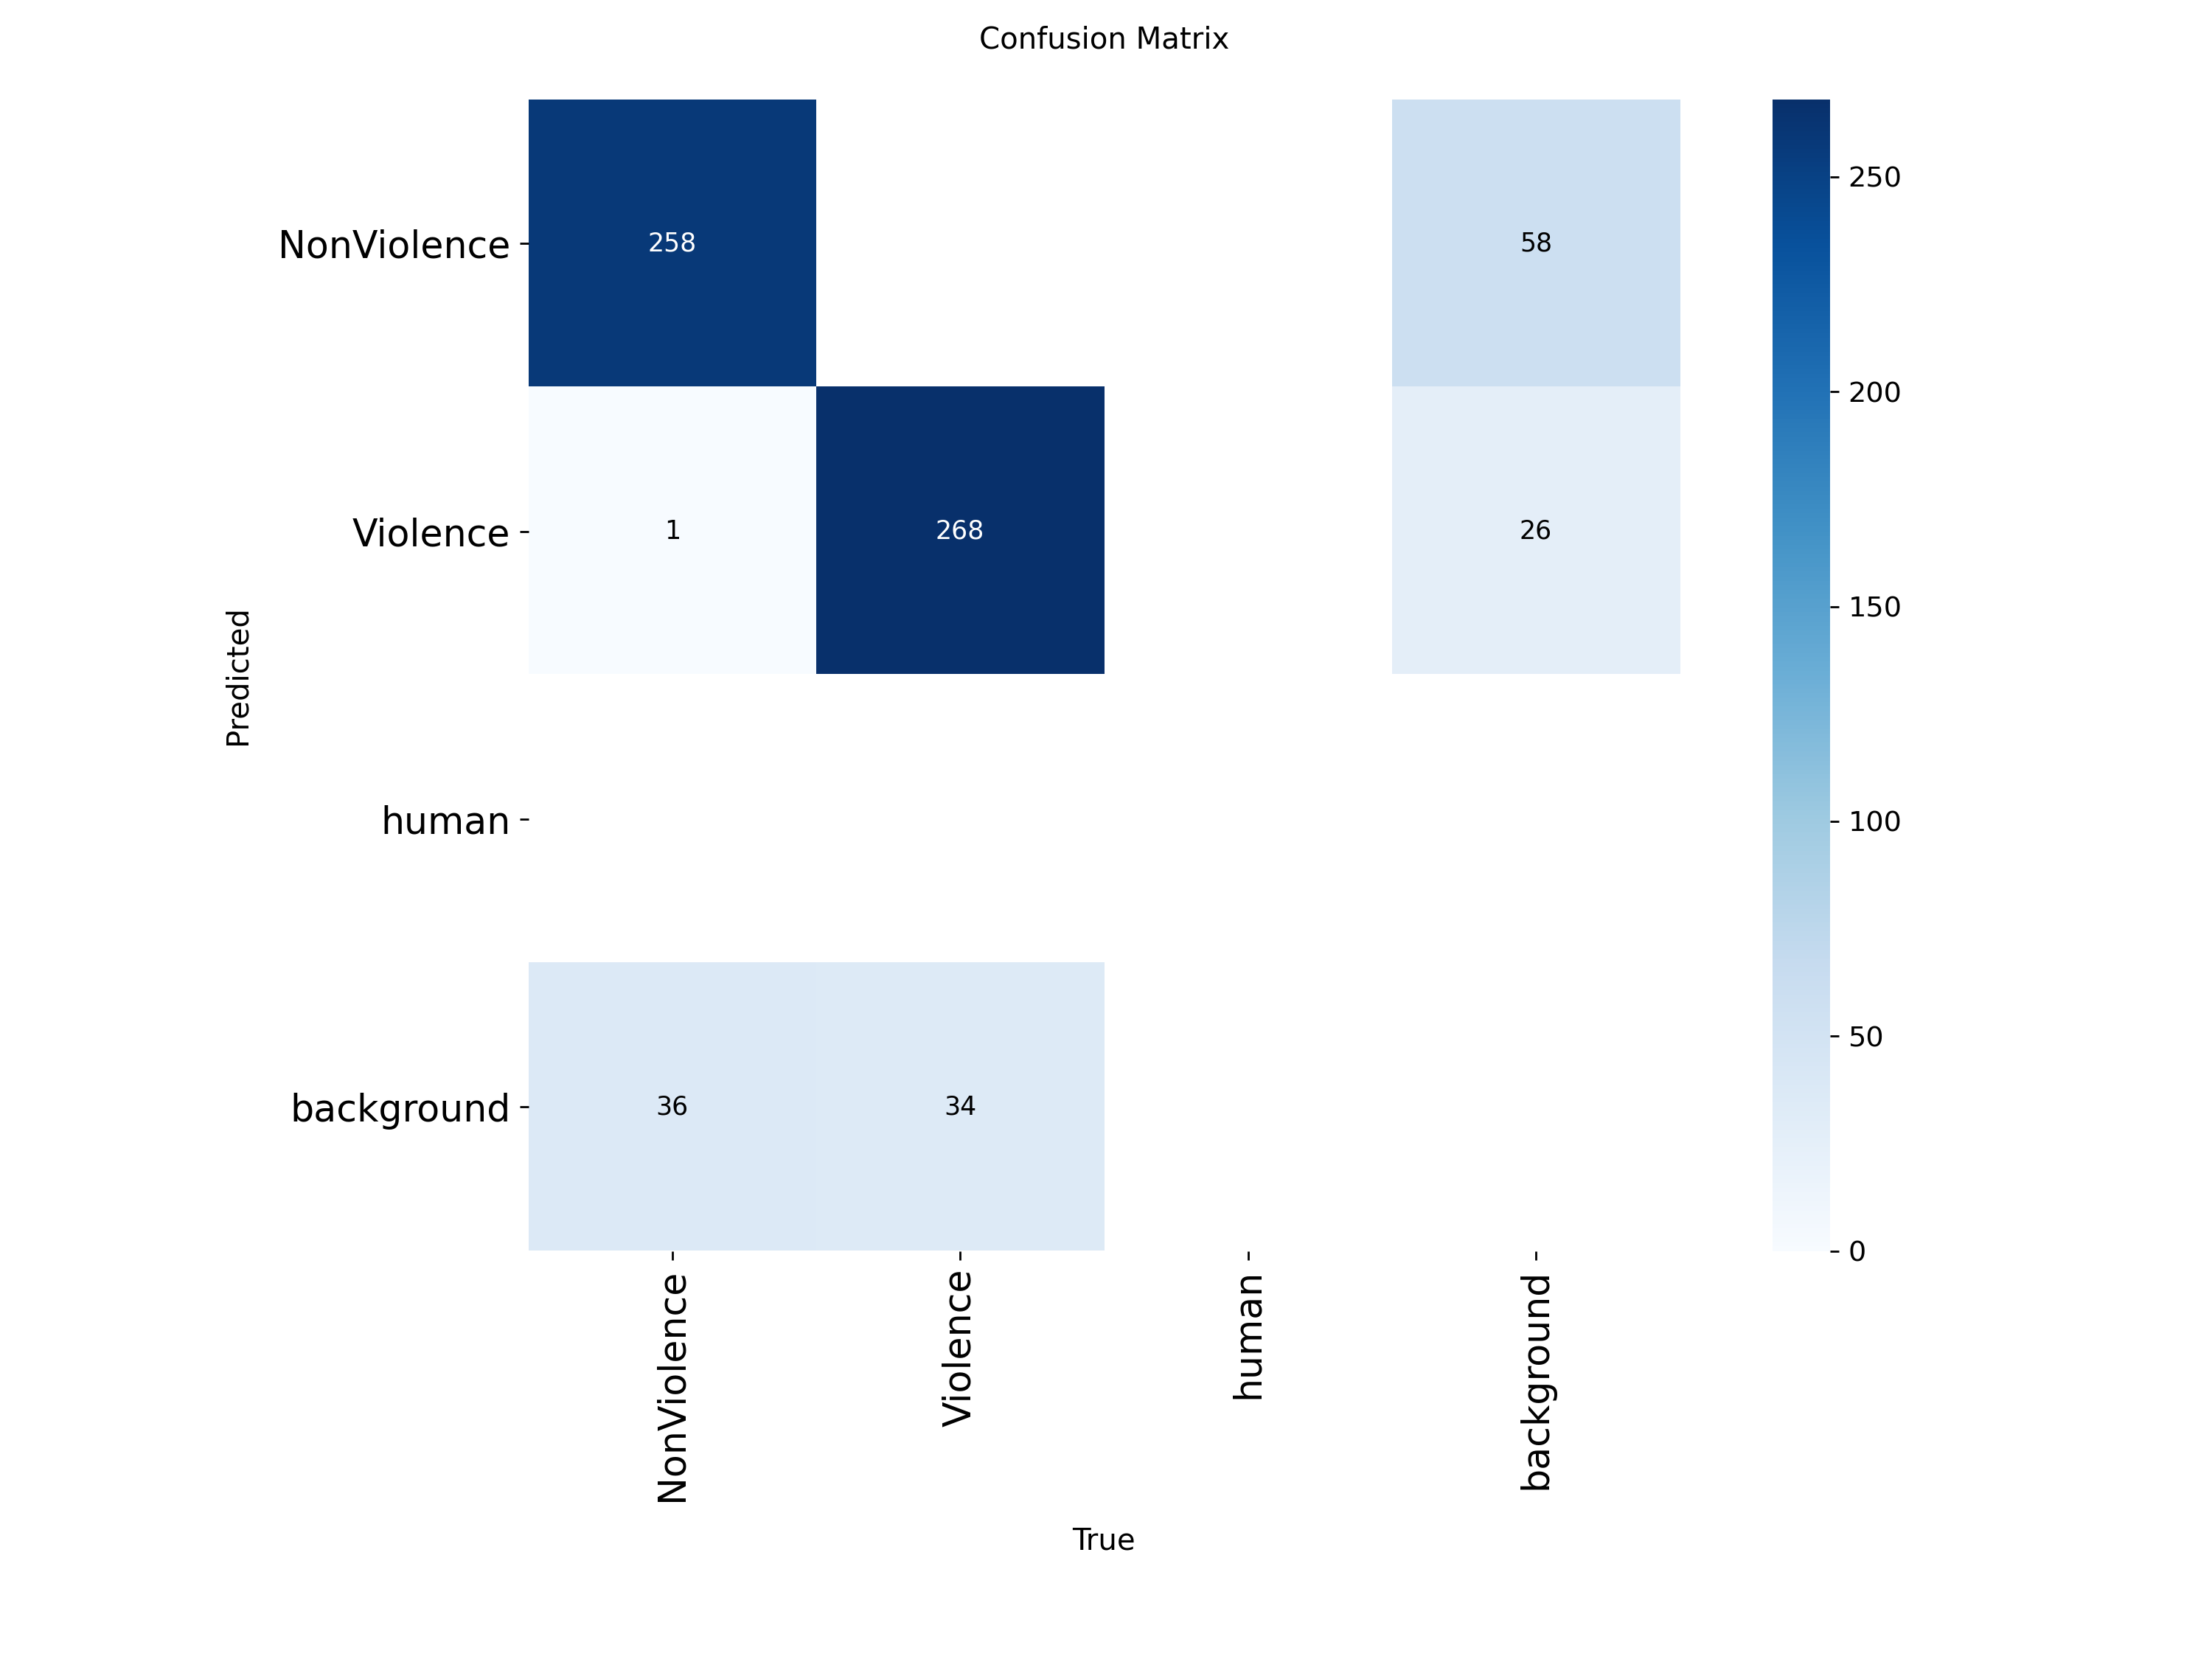 Confusion Matrix
NonViolence
258
58
250
200
Violence
1
268
26
150
Predicted
human
100
background
36
34
50
0
NonViolence
Violence
human
background
True